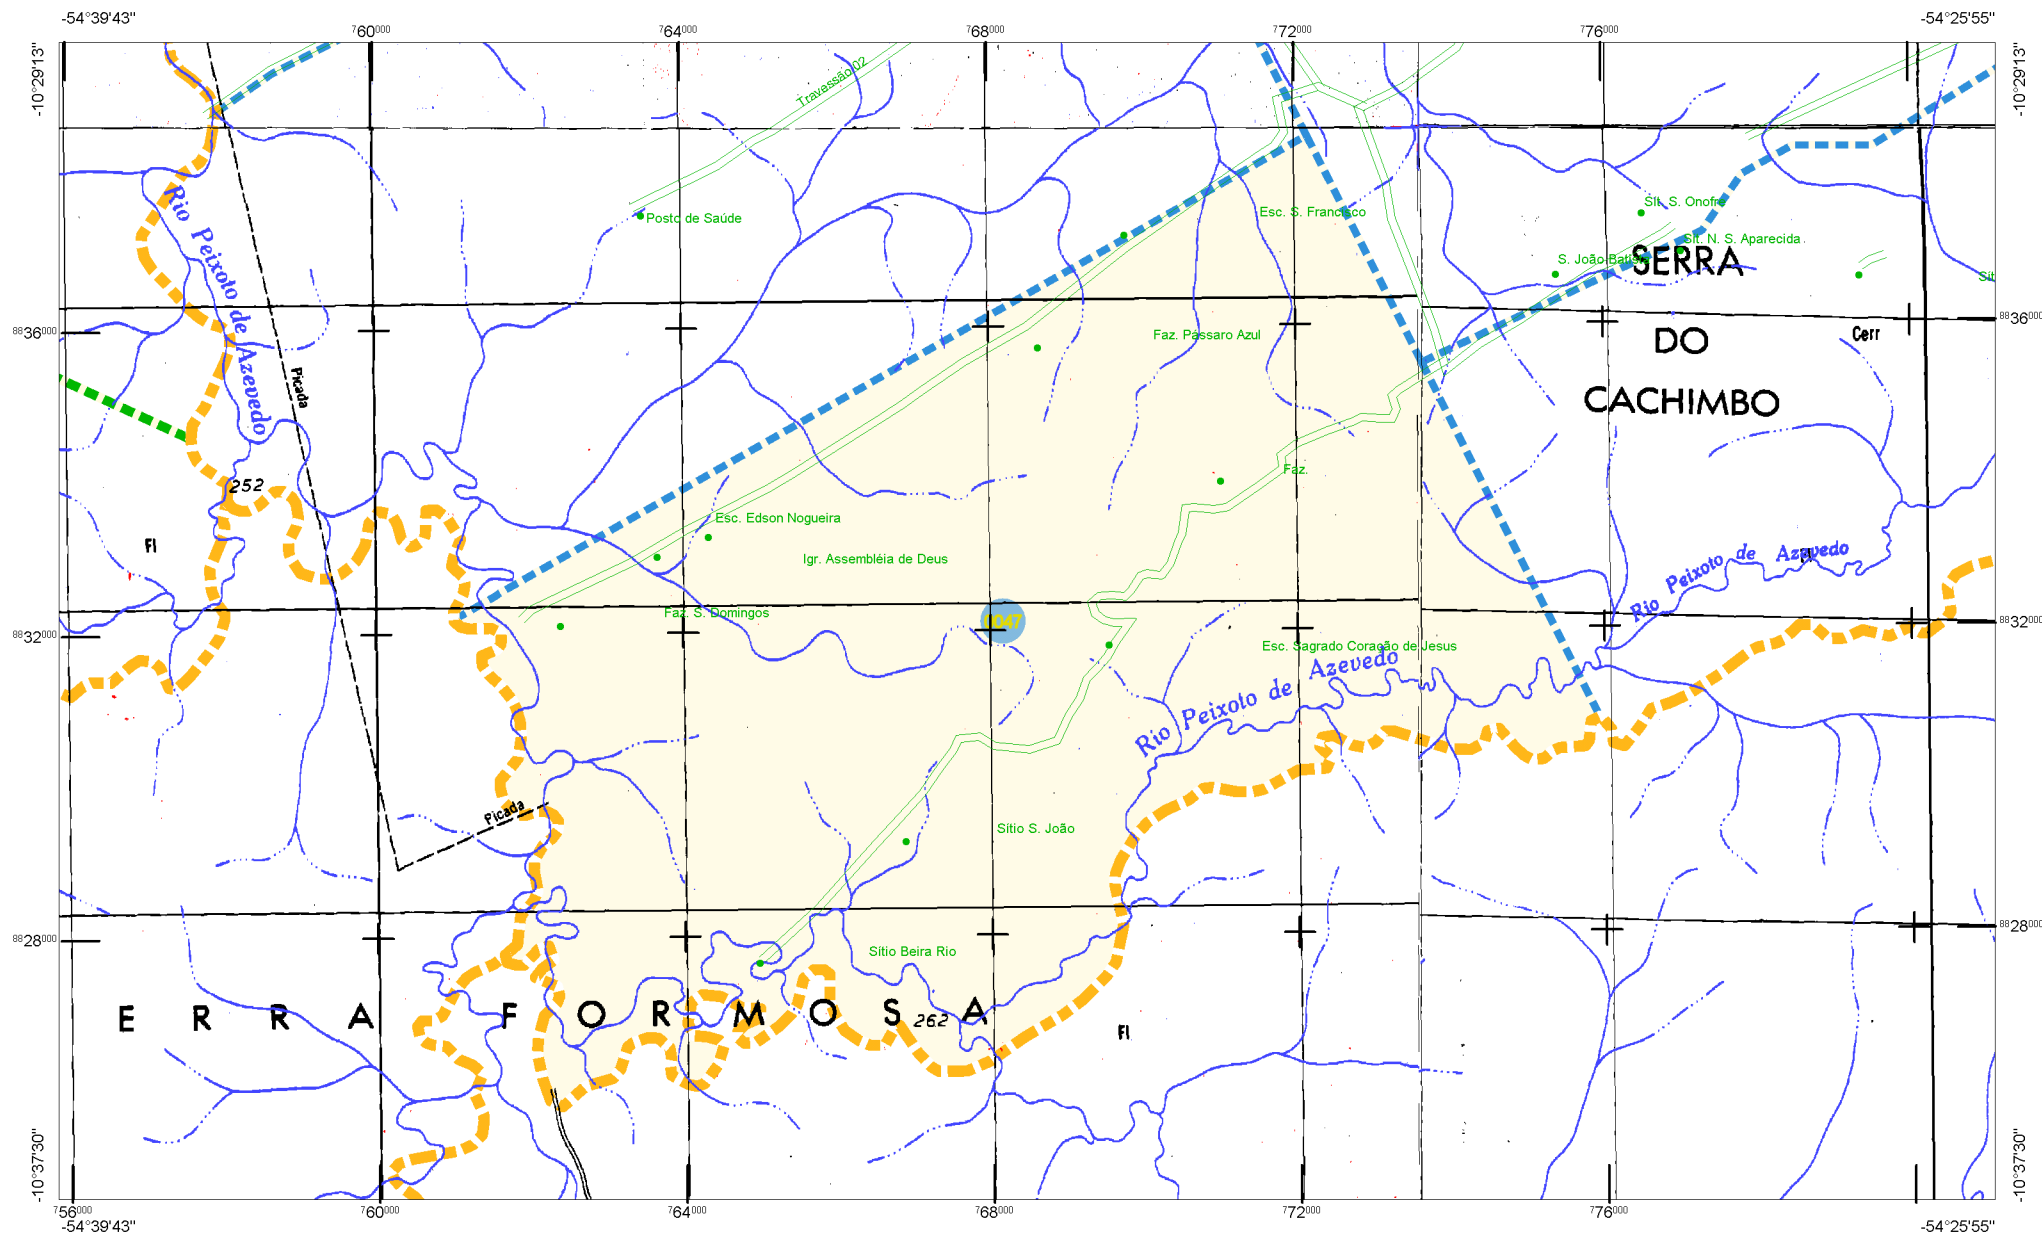 -54°39'43"
-54°25'55"
760000
764000
768000
772000
776000
-10°29'13"
-10°29'13"
Travessão 02
Rio Peixoto de Azevedo
Posto de Saúde
Esc. S. Francisco
Sít. S. Onofre
Sít. N. S. Aparecida
S. João Batista
SERRA
Sít
8836000
8836000
Faz. Pássaro Azul
DO
Cerr
Picada
CACHIMBO
252
Faz.
Esc. Edson Nogueira
FI
Igr. Assembléia de Deus
Rio Peixoto de Azevedo
Faz. S. Domingos
0047
8832000
8832000
Esc. Sagrado Coração de Jesus
Rio Peixoto de Azevedo
Picada
Sítio S. João
8828000
8828000
Sítio Beira Rio
ERRA FORMOSA
262
FI
-10°37'30"
-10°37'30"
756000
760000
764000
768000
772000
776000
-54°39'43"
-54°25'55"